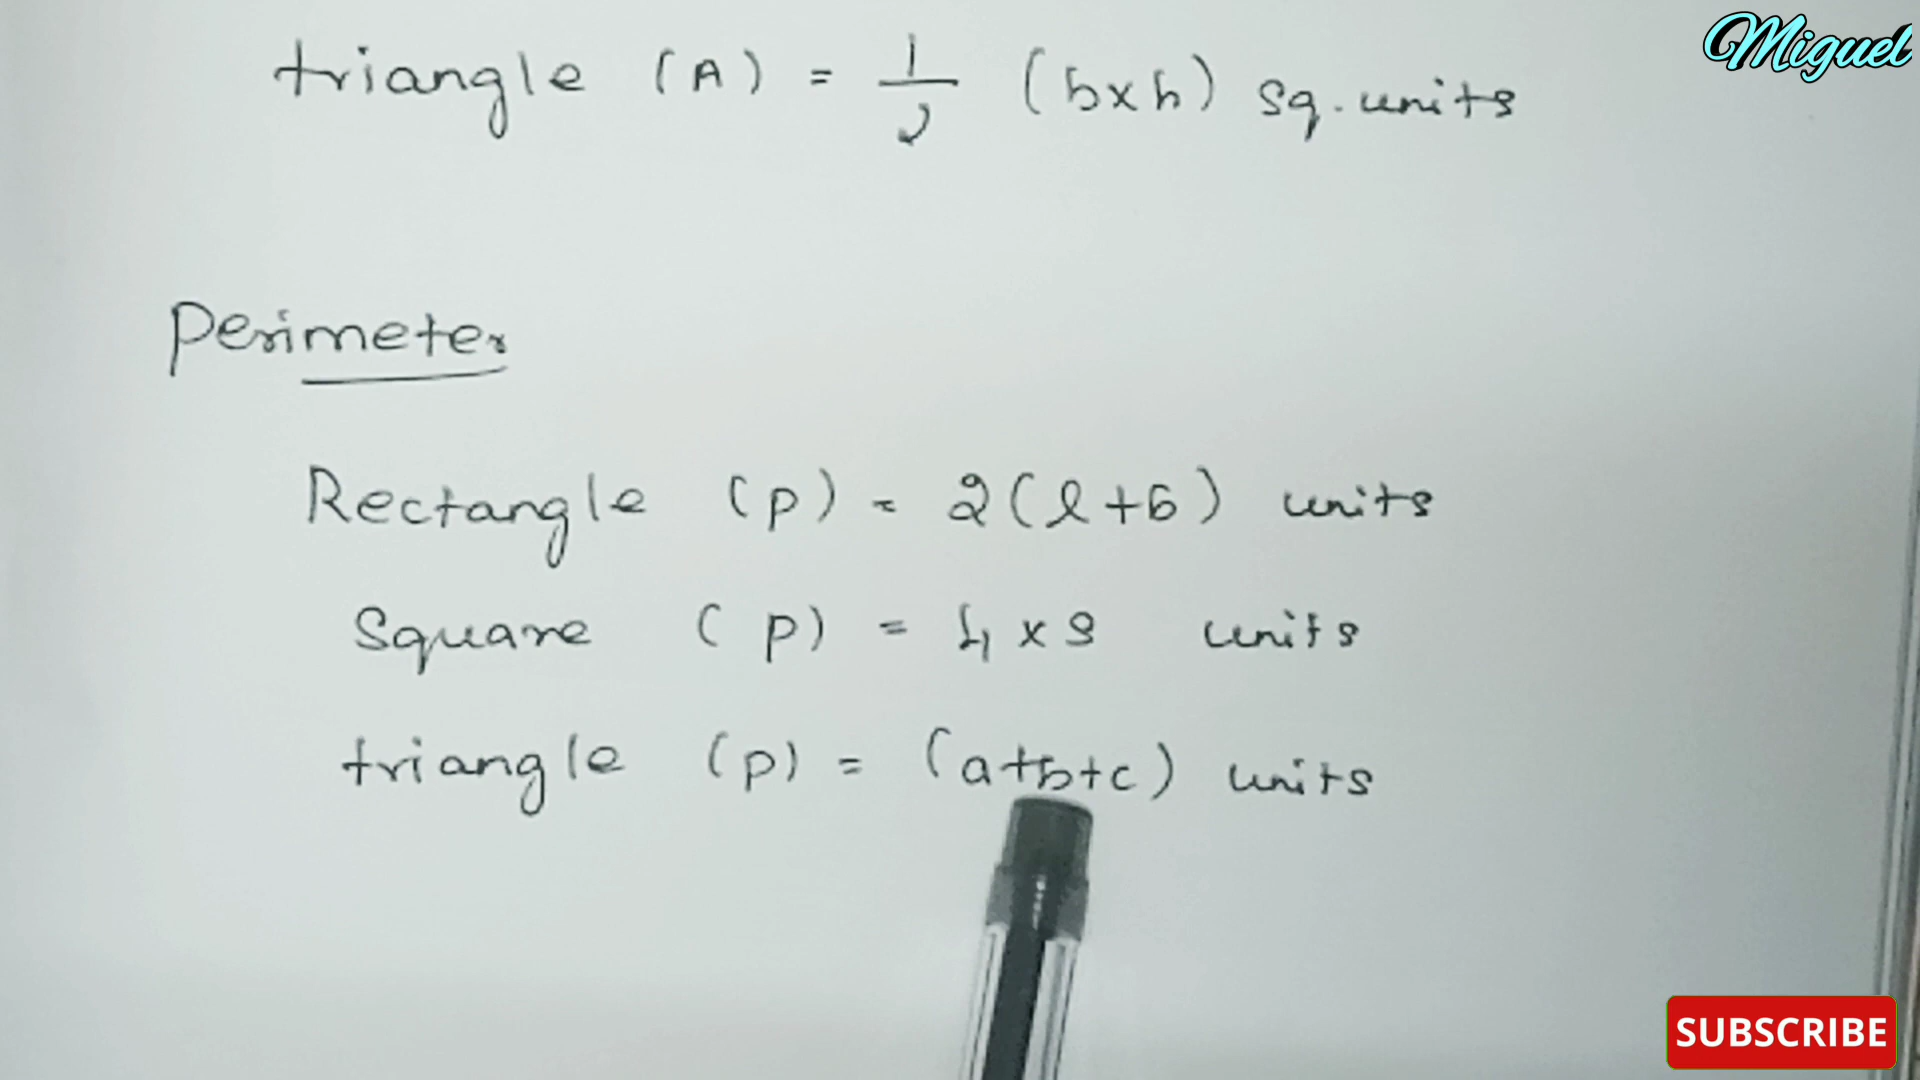 Miguel
triangle (A) = 1/2 (b×h) sq. units
Perimeter
Rectangle (p) = 2(l+b) units
Square (p) = 4 × s units
triangle (p) = (a+b+c) units
SUBSCRIBE